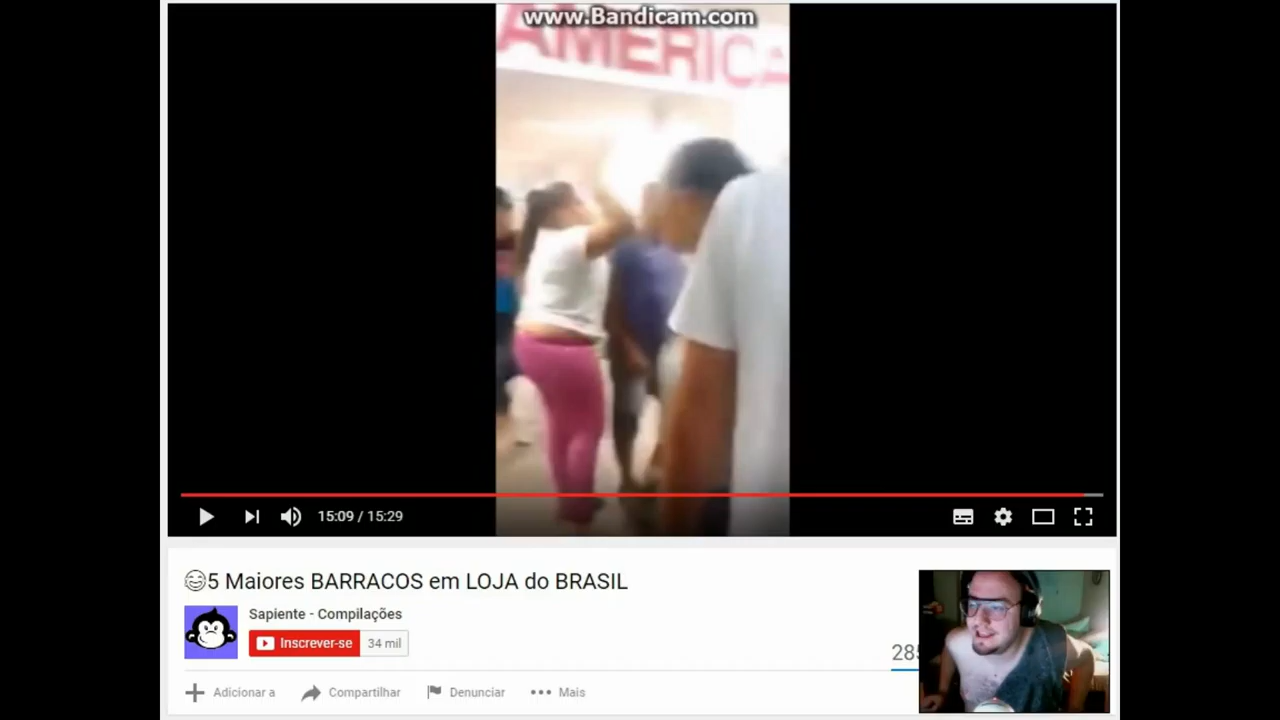 www.Bandicam.com
AMERICA
15:09 / 15:29
😂5 Maiores BARRACOS em LOJA do BRASIL
Sapiente - Compilações
Inscrever-se 34 mil
285
Adicionar a Compartilhar Denunciar Mais